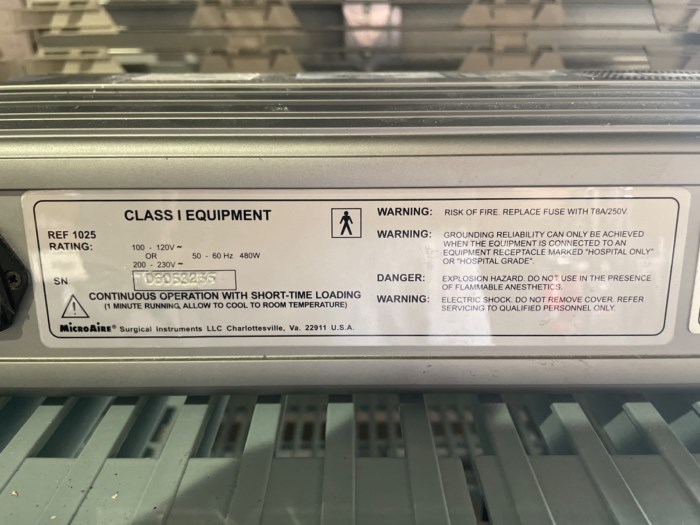 CLASS I EQUIPMENT
REF 1025
RATING:
100 - 120V ~
OR
200 - 230V ~
50 - 60 Hz 480W
SN
CONTINUOUS OPERATION WITH SHORT-TIME LOADING
(1 MINUTE RUNNING, ALLOW TO COOL TO ROOM TEMPERATURE)
MICROAIRE® Surgical Instruments LLC Charlottesville, Va. 22911 U.S.A.
WARNING: RISK OF FIRE. REPLACE FUSE WITH T8A/250V.
WARNING: GROUNDING RELIABILITY CAN ONLY BE ACHIEVED
WHEN THE EQUIPMENT IS CONNECTED TO AN
EQUIPMENT RECEPTACLE MARKED "HOSPITAL ONLY"
OR "HOSPITAL GRADE".
DANGER: EXPLOSION HAZARD. DO NOT USE IN THE PRESENCE
OF FLAMMABLE ANESTHETICS.
WARNING: ELECTRIC SHOCK. DO NOT REMOVE COVER. REFER
SERVICING TO QUALIFIED PERSONNEL ONLY.